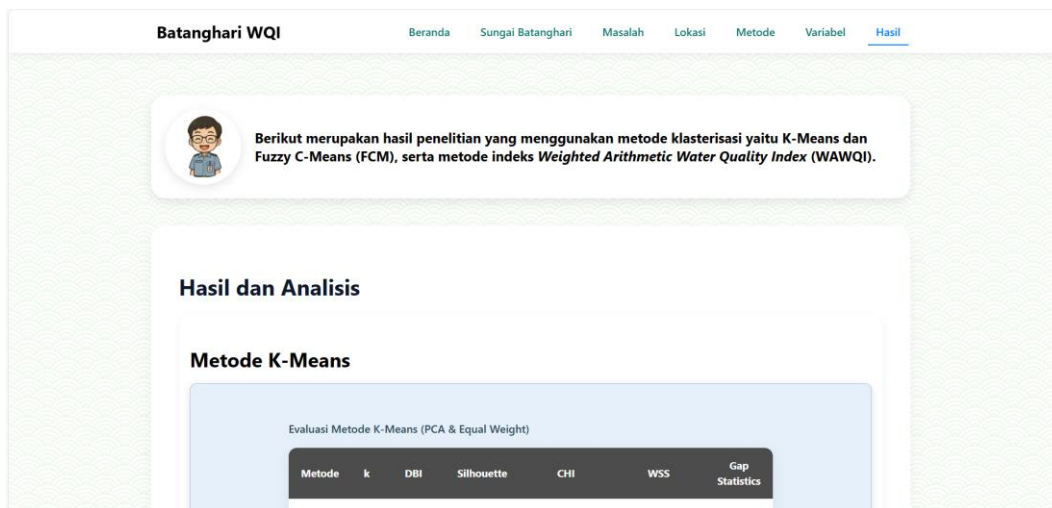 Batanghari WQI
Beranda Sungai Batanghari Masalah Lokasi Metode Variabel Hasil
Berikut merupakan hasil penelitian yang menggunakan metode klasterisasi yaitu K-Means dan
Fuzzy C-Means (FCM), serta metode indeks Weighted Arithmetic Water Quality Index (WAWQI).
Hasil dan Analisis
Metode K-Means
Evaluasi Metode K-Means (PCA & Equal Weight)
Metode k DBI Silhouette CHI WSS Gap
Statistics